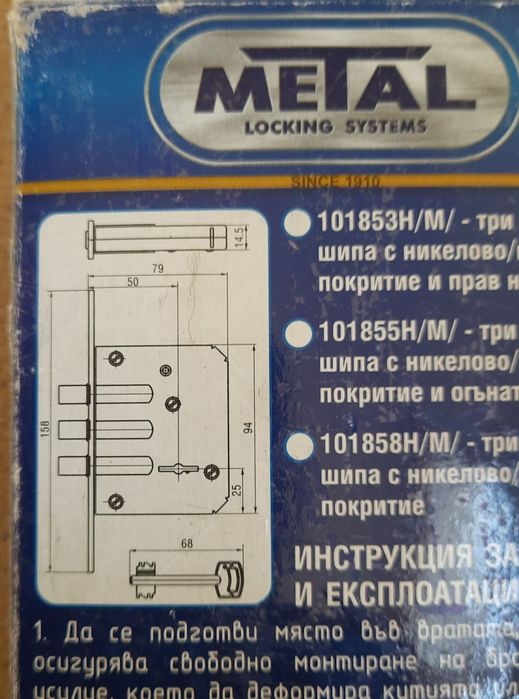 METAL
LOCKING SYSTEMS
SINCE 1910
14.5
79
50
158
94
25
68
101853Н/М/ - три
шипа с никелово/
покритие и прав
101855Н/М/ - три
шипа с никелово/
покритие и
101858Н/М/ - три
шипа с никелово/
покритие
ИНСТРУКЦИЯ ЗА
И
1. Да се подготви място във вратата,
осигурява свободно монтиране на
усилие, което да деформира кутията